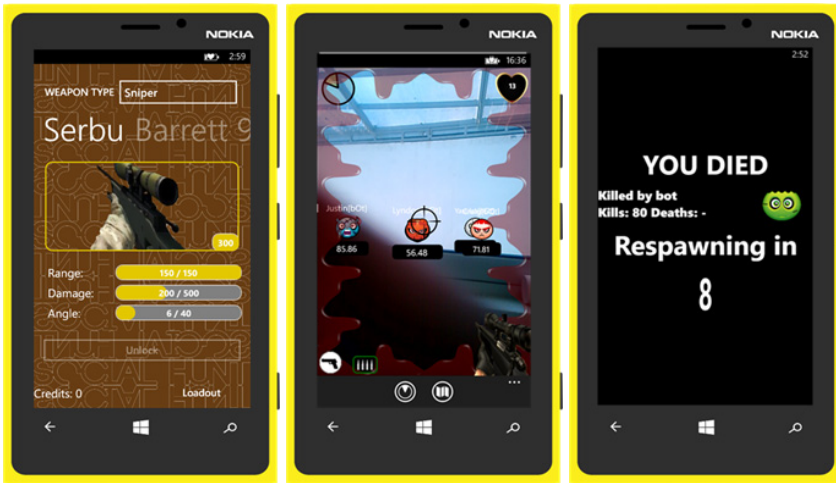 NOKIA
2:59
WEAPON TYPE Sniper
Serbu Barrett 9
300
Range: 150 / 150
Damage: 200 / 500
Angle: 6 / 40
Unlock
Credits: 0 Loadout
NOKIA
16:36
13
Justin(bOt)
85.86 56.48 71.81
NOKIA
2:52
YOU DIED
Killed by bot
Kills: 80 Deaths: -
Respawning in
8